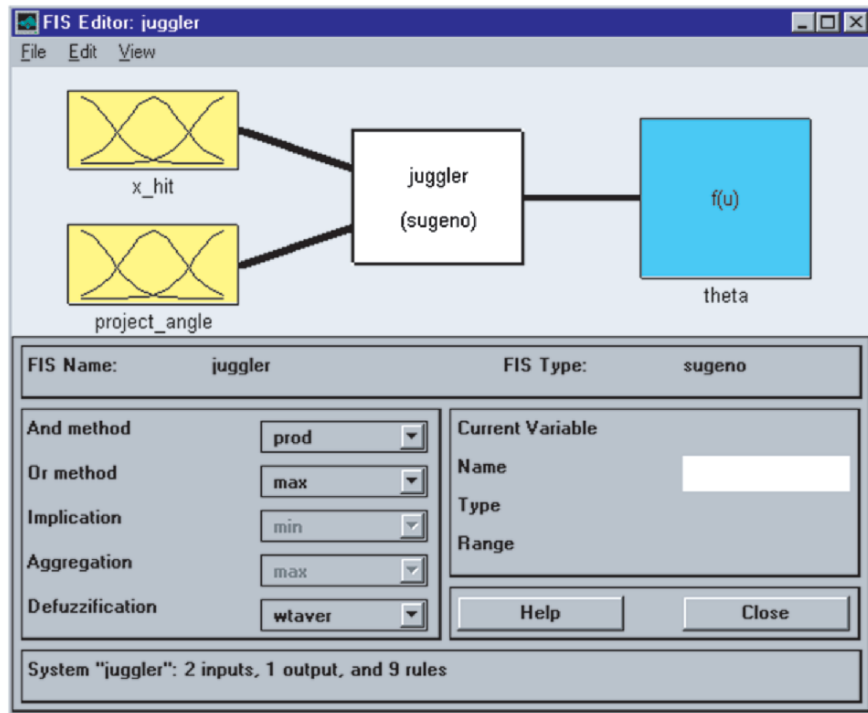 FIS Editor: juggler
File Edit View
x_hit
project_angle
juggler
(sugeno)
f(u)
theta
FIS Name: juggler FIS Type: sugeno
And method prod
Or method max
Implication min
Aggregation max
Defuzzification wtaver
Current Variable
Name
Type
Range
Help Close
System "juggler": 2 inputs, 1 output, and 9 rules